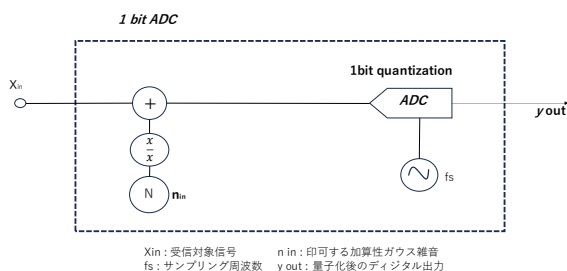 1 bit ADC
1bit quantization
Xin
+
ADC
y out
x
x
N
nin
fs
Xin : 受信対象信号 n in : 印可する加算性ガウス雑音
fs : サンプリング周波数 y out : 量子化後のディジタル出力